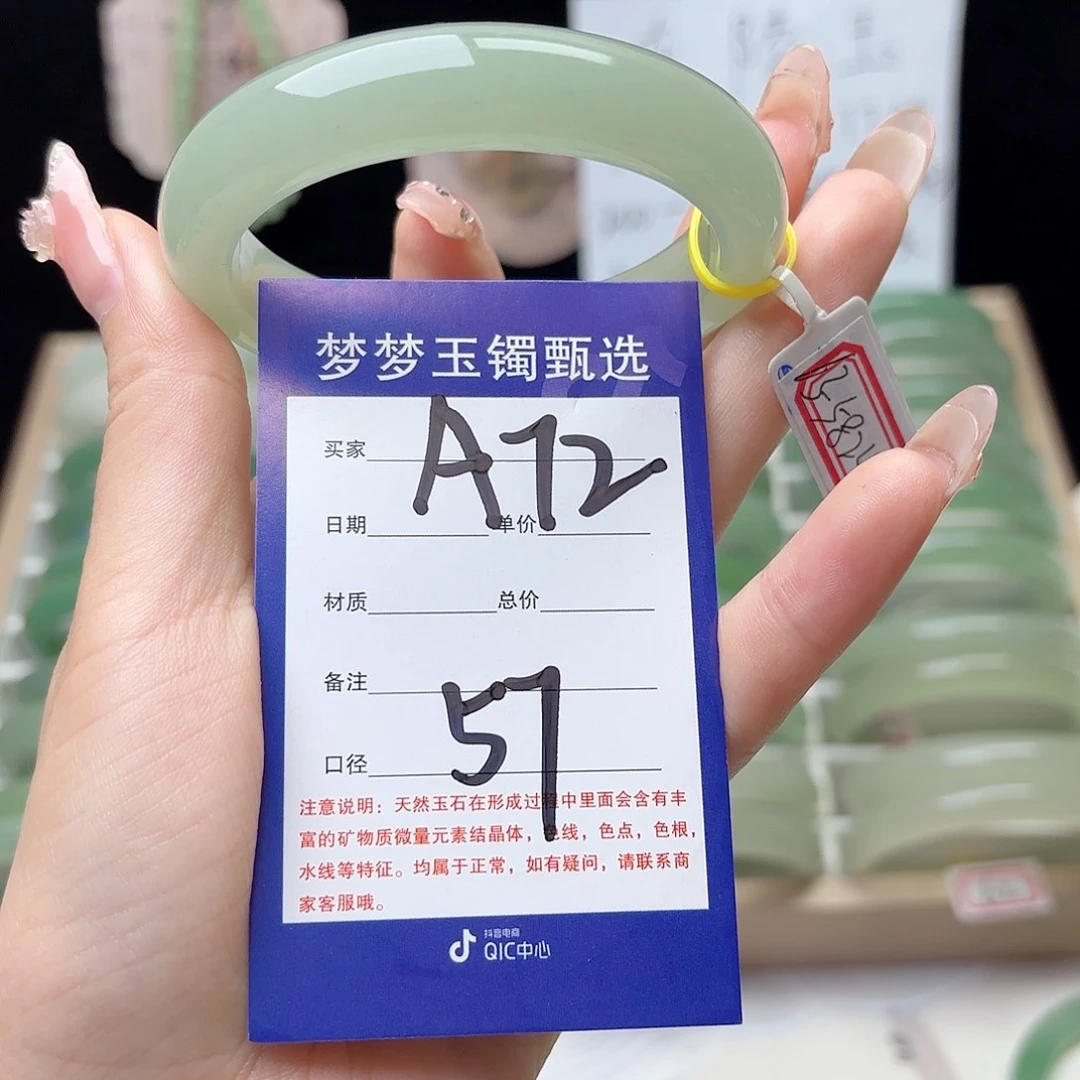 梦梦玉镯甄选
买家 A72
日期 单价
材质 总价
备注
57
口径
注意说明：天然玉石在形成过程中里面会含有丰
富的矿物质微量元素结晶体，色线，色点，色根，
水线等特征。均属于正常，如有疑问，请联系商
家客服哦。
抖音电商
QIC中心